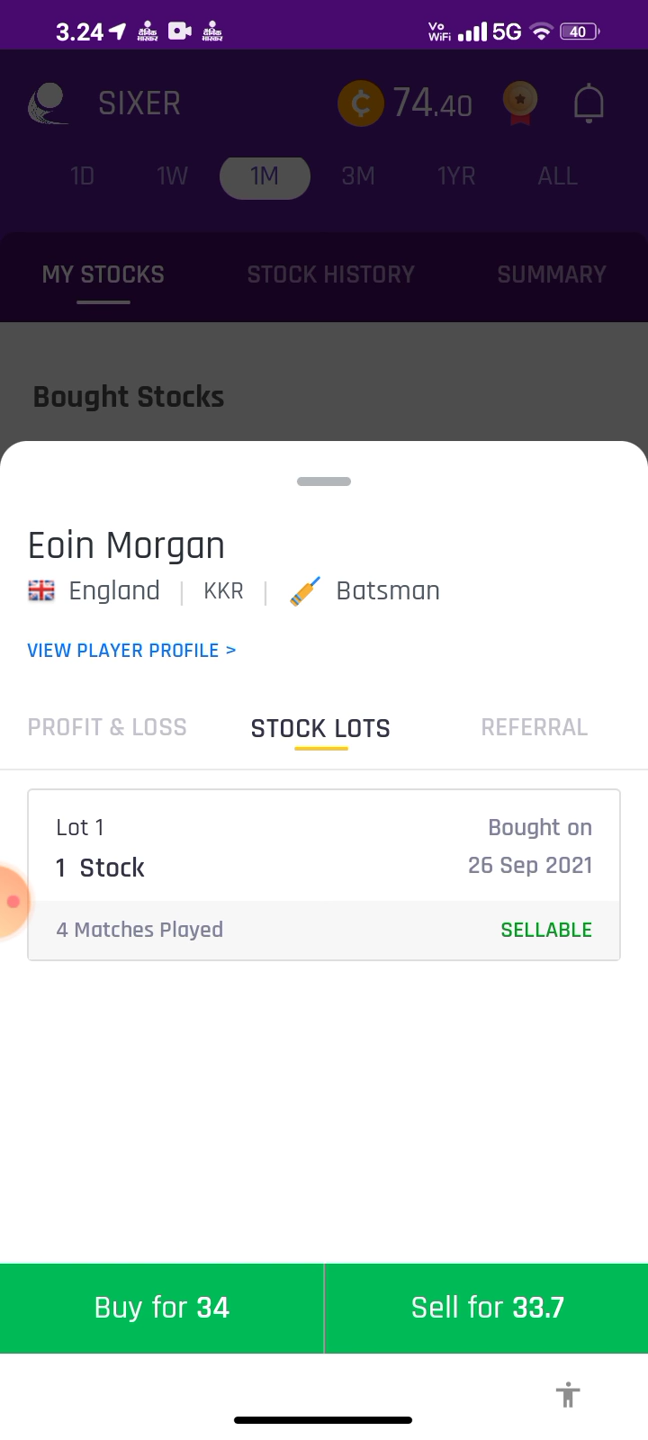 3.24 Vo WiFi 5G 40
SIXER 74.40
1D 1W 1M 3M 1YR ALL
MY STOCKS STOCK HISTORY SUMMARY
Bought Stocks
Eoin Morgan
England | KKR | Batsman
VIEW PLAYER PROFILE >
PROFIT & LOSS STOCK LOTS REFERRAL
Lot 1 Bought on
1 Stock 26 Sep 2021
4 Matches Played SELLABLE
Buy for 34 Sell for 33.7